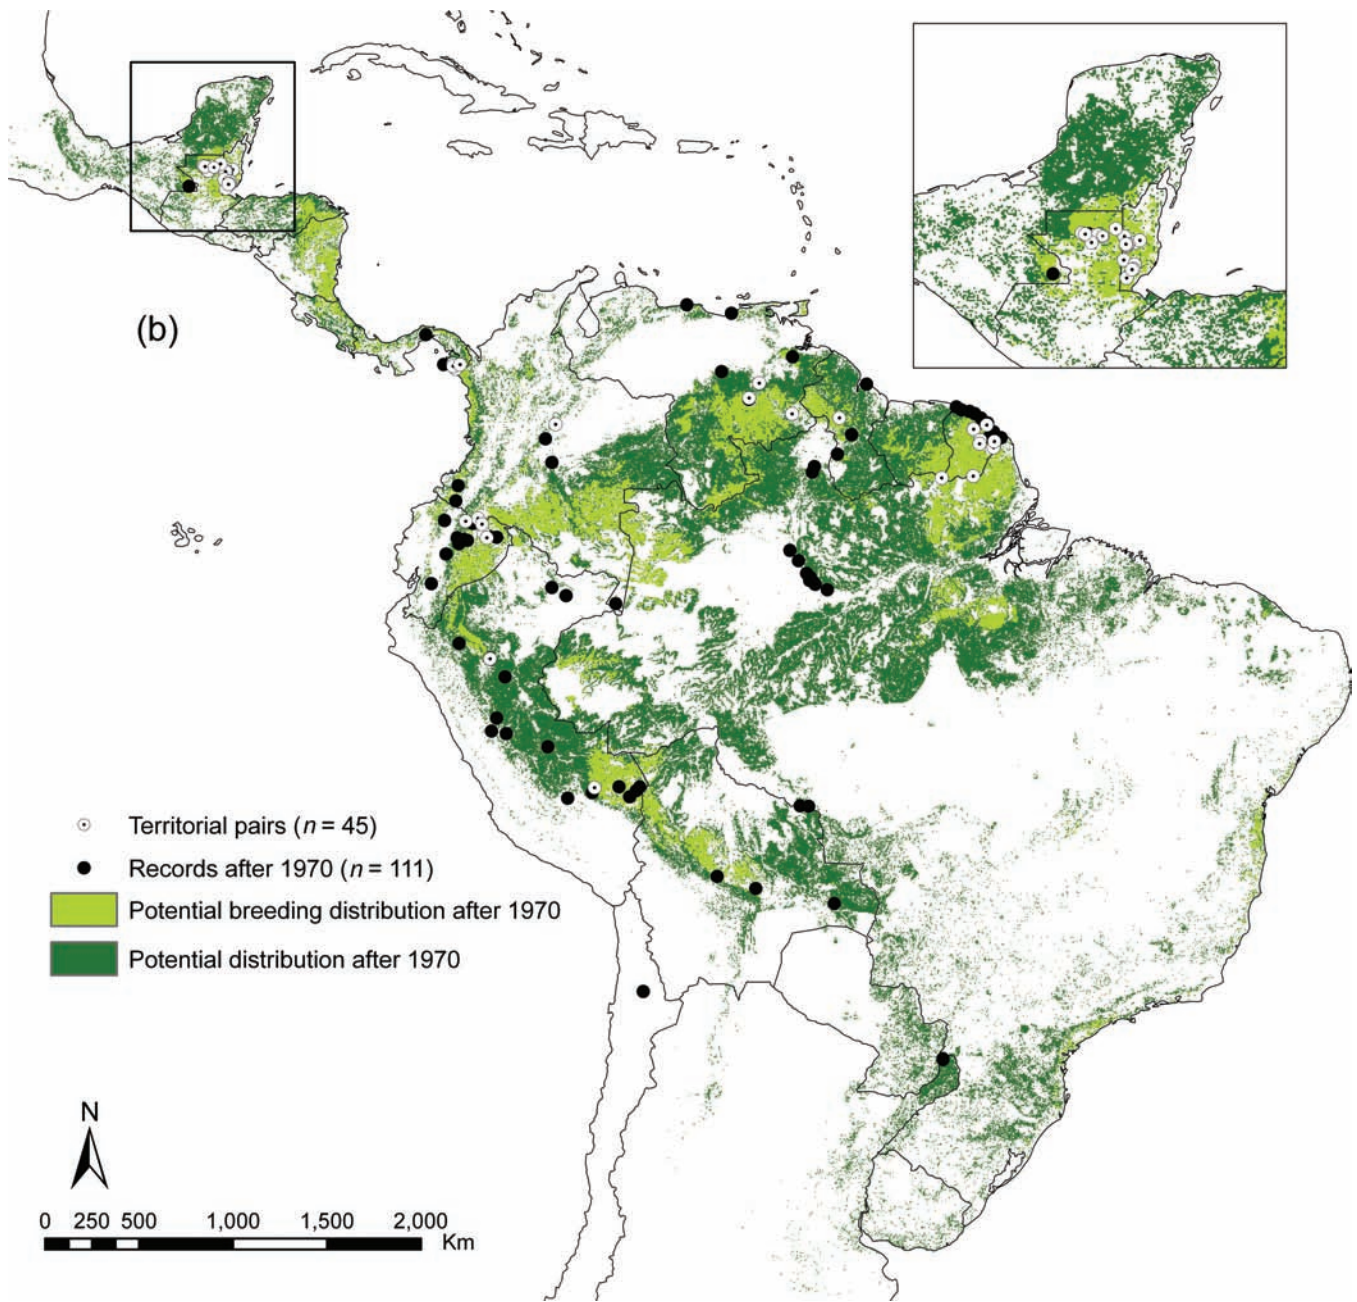 (b)
Territorial pairs (n = 45)
Records after 1970 (n = 111)
Potential breeding distribution after 1970
Potential distribution after 1970
N
0 250 500 1,000 1,500 2,000
Km